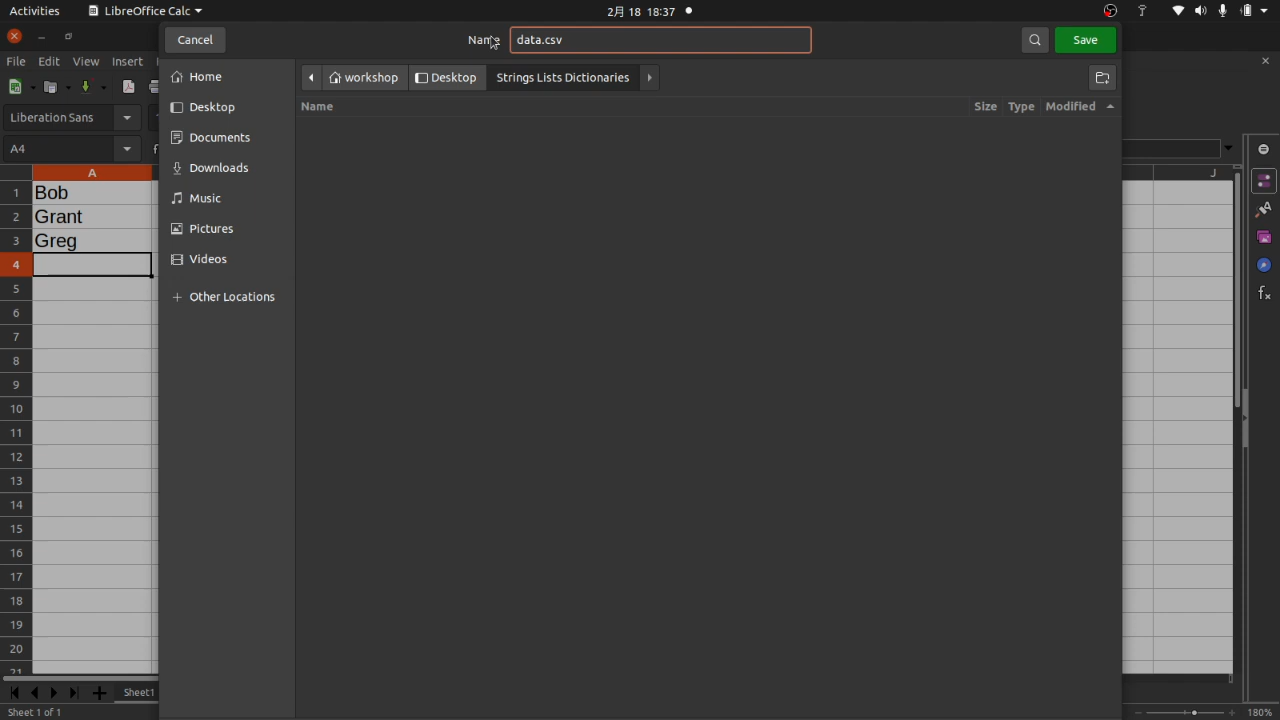 Activities LibreOffice Calc 2月 18 18:37
Cancel Name data.csv Save
File Edit View Insert
Home workshop Desktop Strings Lists Dictionaries
Desktop Name Size Type Modified
Liberation Sans
Documents
A4
Downloads
A J
1 Bob
Music
2 Grant
Pictures
3 Greg
Videos
4
5
Other Locations
6
7
8
9
10
11
12
13
14
15
16
17
18
19
20
21
Sheet1
Sheet 1 of 1 180%